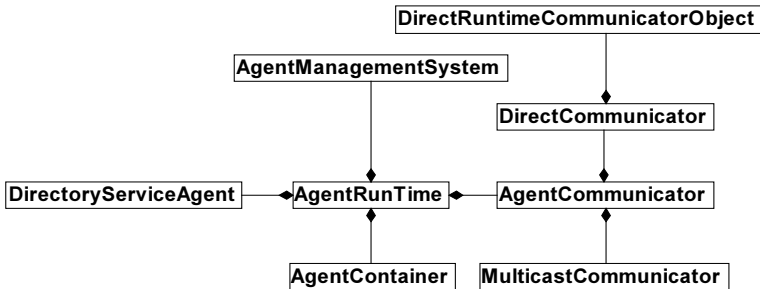 DirectRuntimeCommunicatorObject
AgentManagementSystem
DirectCommunicator
DirectoryServiceAgent
AgentRunTime
AgentCommunicator
AgentContainer
MulticastCommunicator